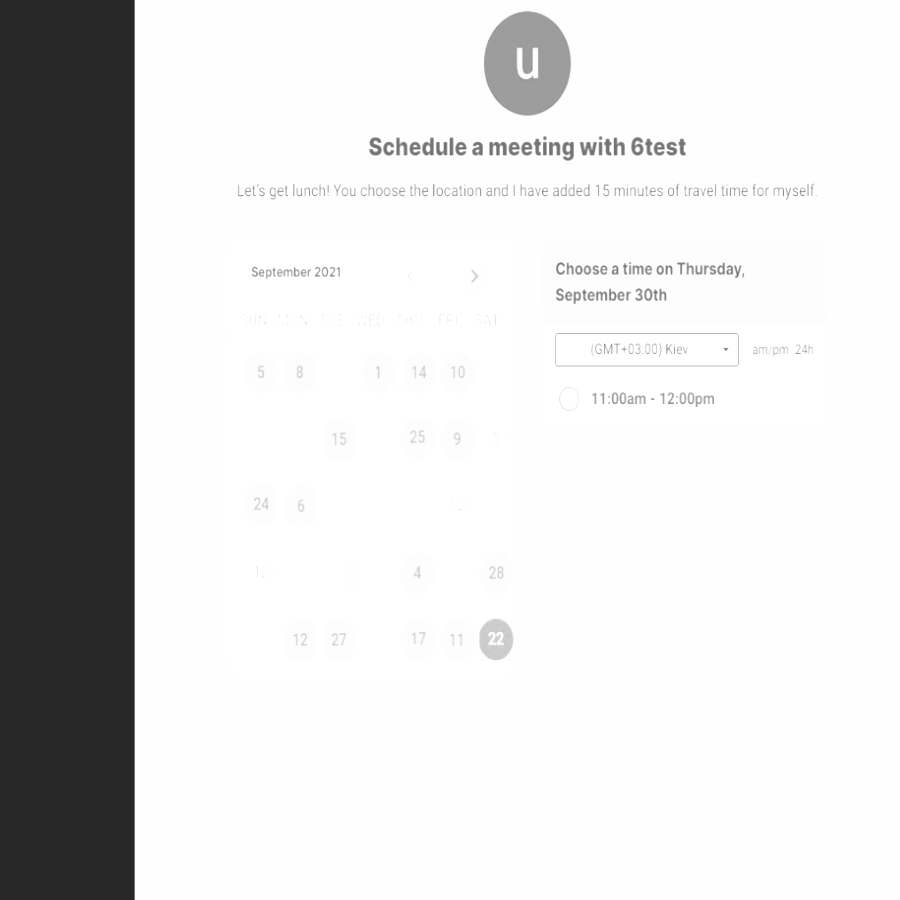 u
Schedule a meeting with 6test
Let's get lunch! You choose the location and I have added 15 minutes of travel time for myself.
September 2021
SUN MON TUE WED THU FRI SAT
5 8 1 14 10
15 25 9 5
24 6
12
4 28
12 27 17 11 22
Choose a time on Thursday,
September 30th
(GMT+03:00) Kiev
am/pm 24h
11:00am - 12:00pm